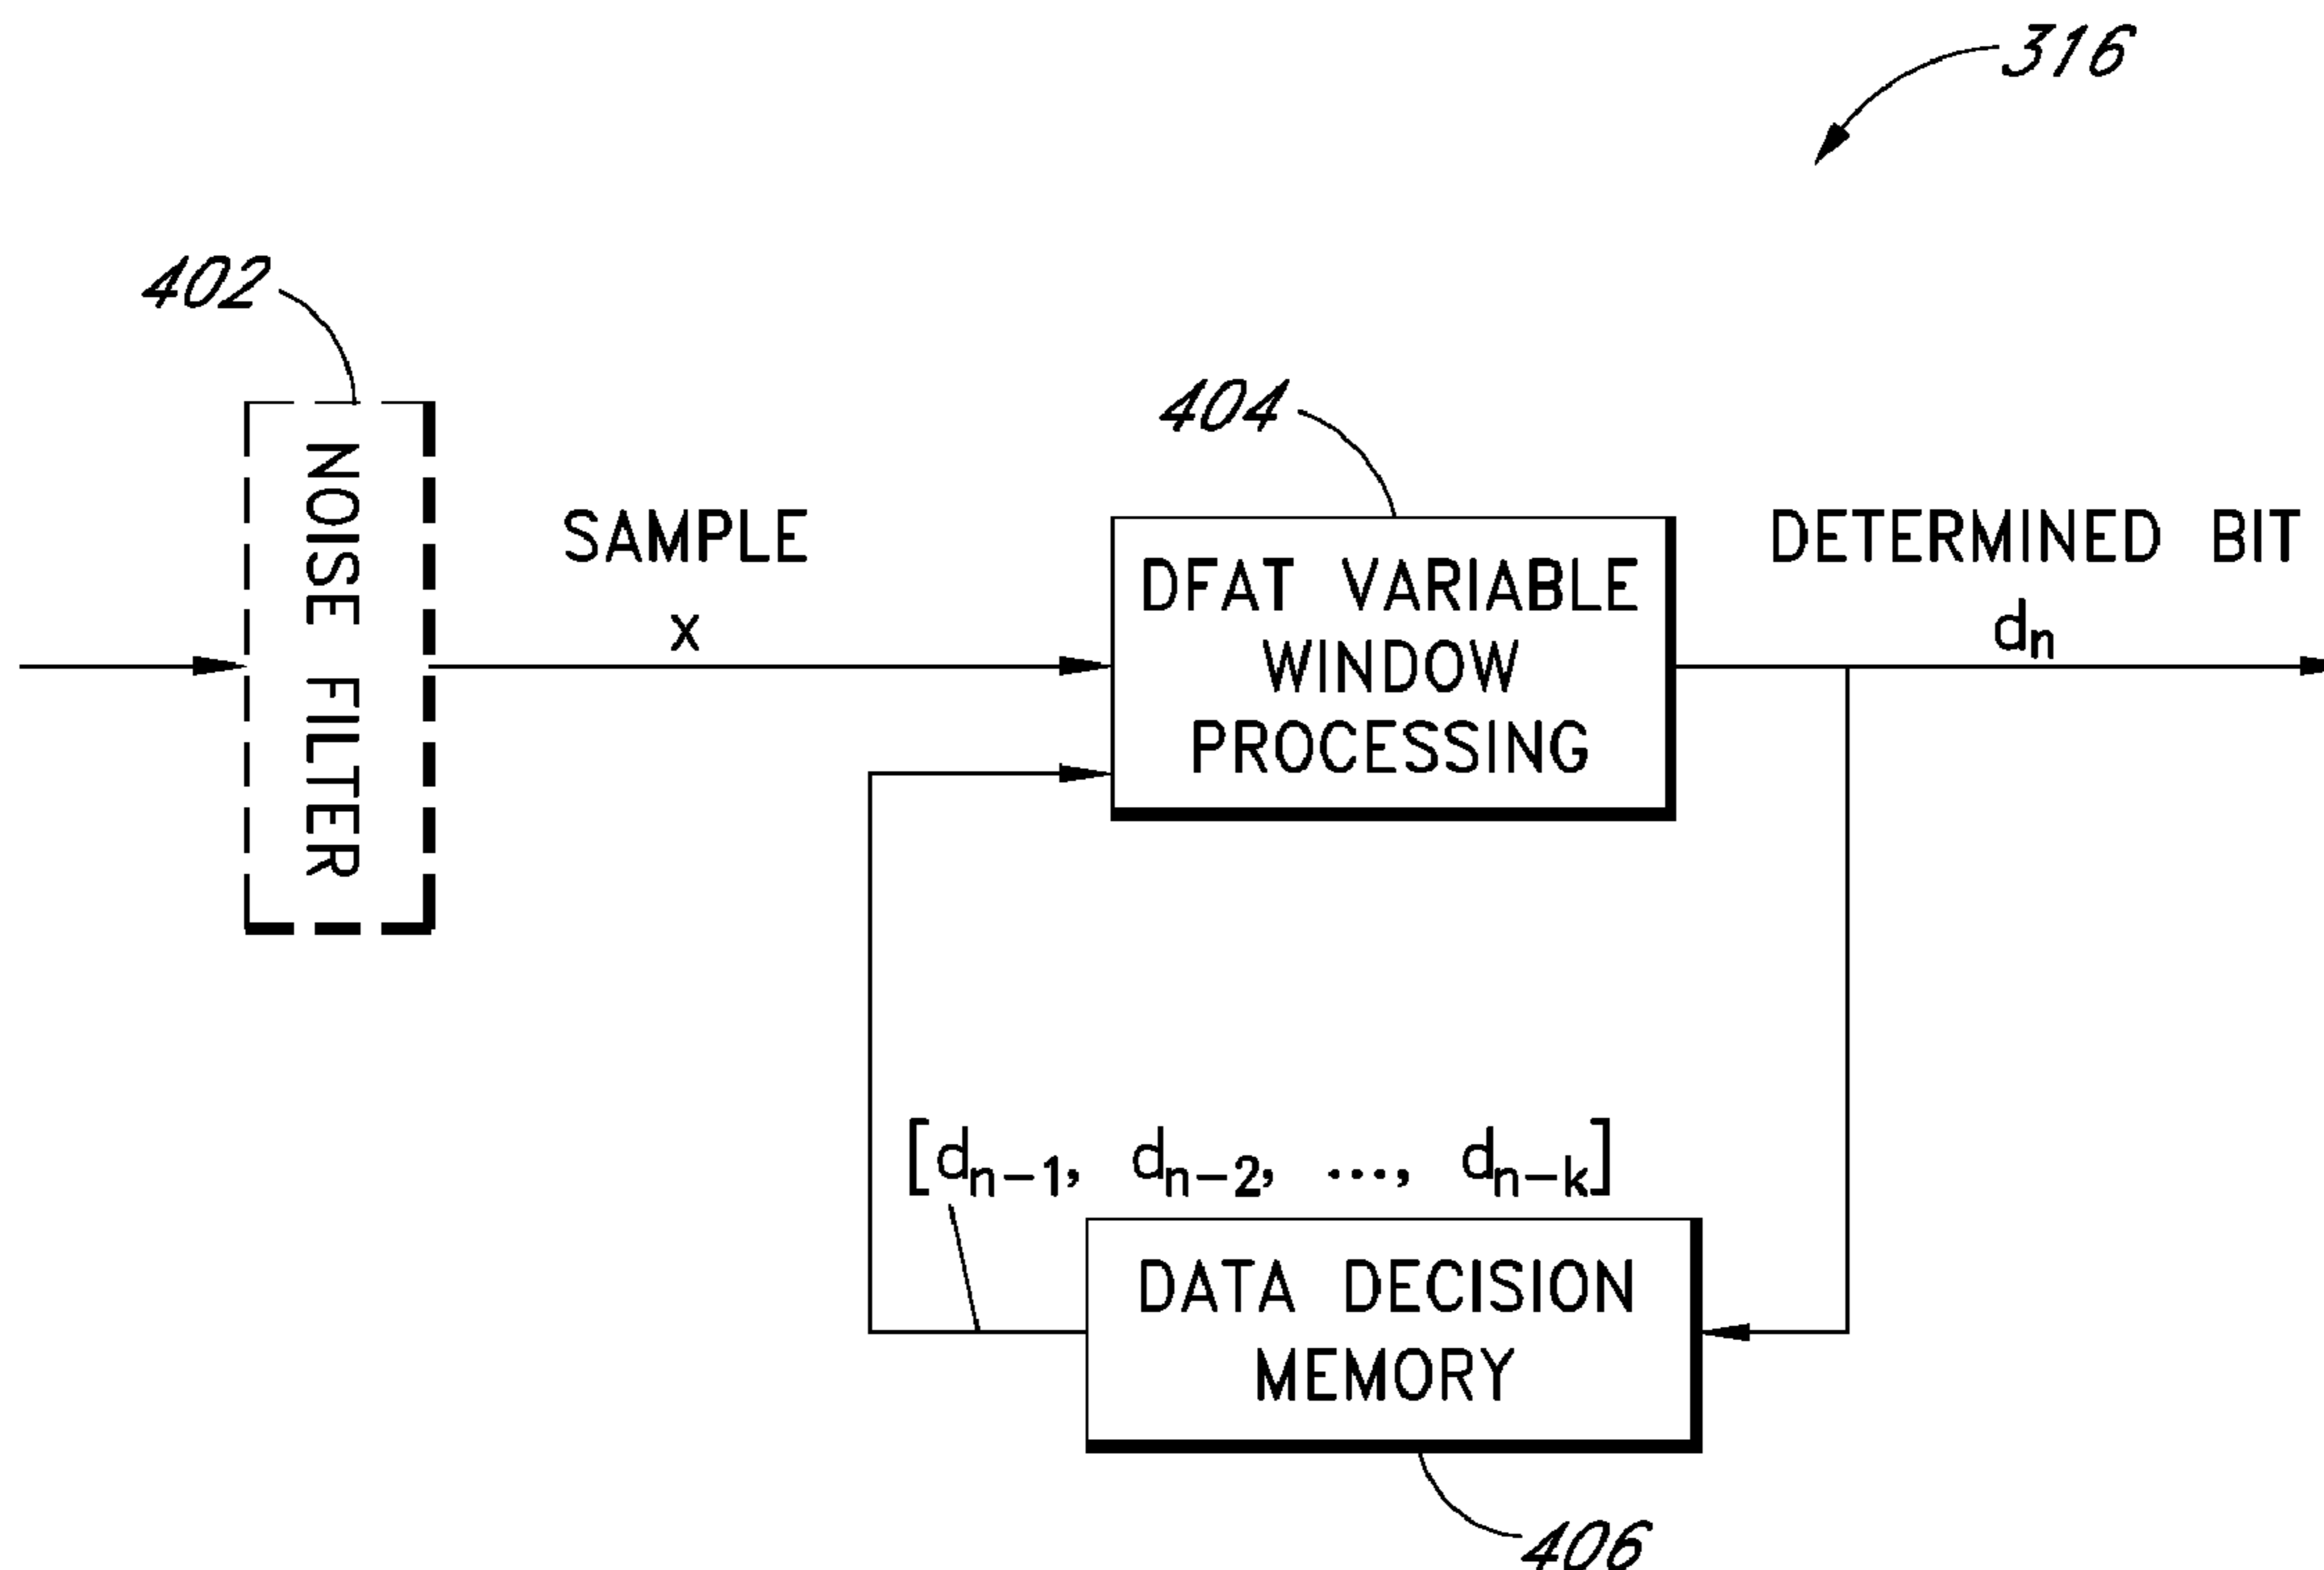 316
402
404
NOISE FILTER
SAMPLE
x
DFAT VARIABLE
WINDOW
PROCESSING
DETERMINED BIT
dn
[dn-1, dn-2, ..., dn-k]
DATA DECISION
MEMORY
406